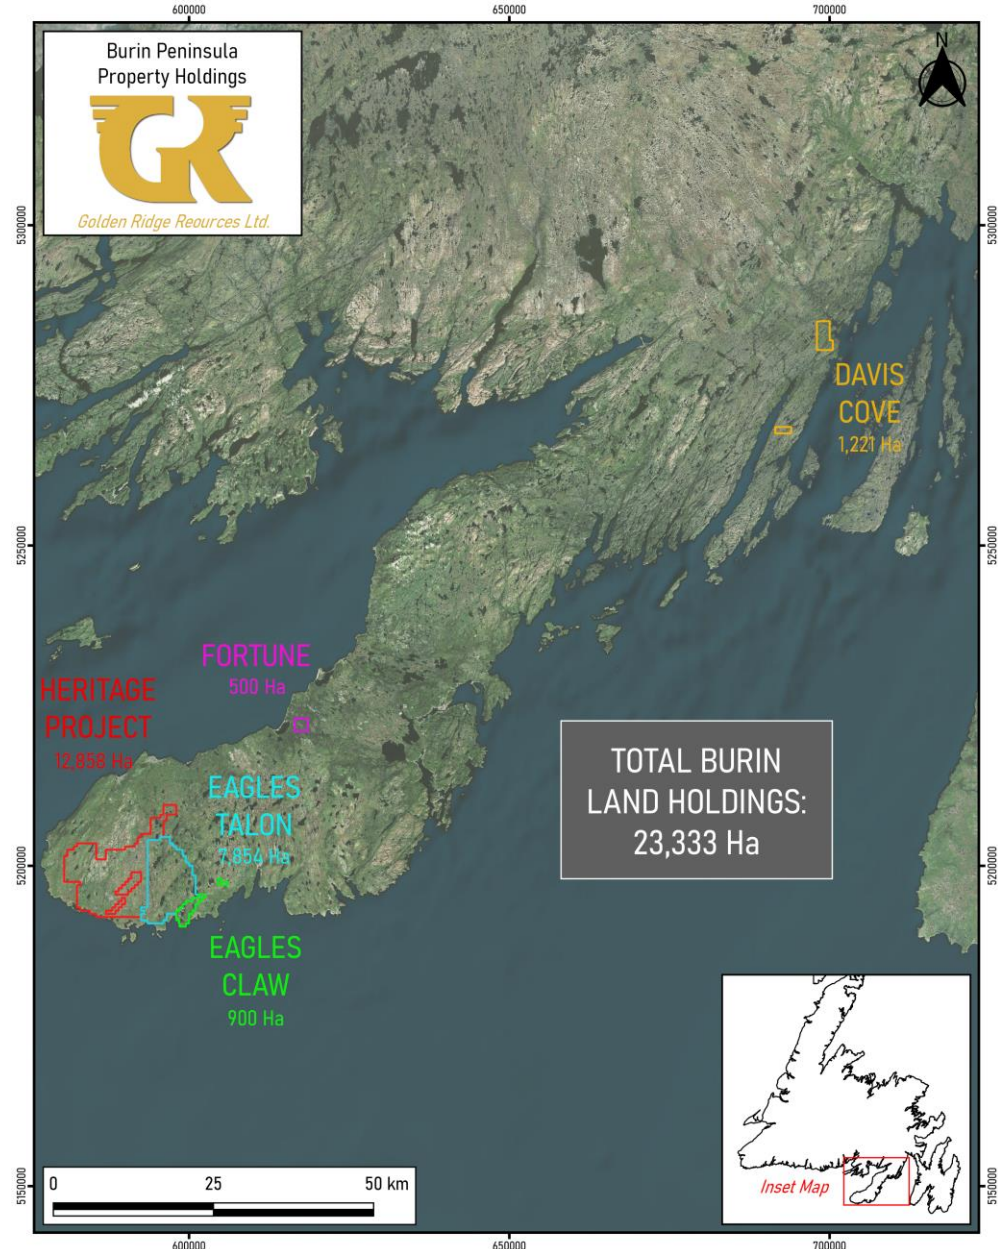 600000
650000
700000
Burin Peninsula
Property Holdings
GR
Golden Ridge Reources Ltd.
N
5300000
5300000
DAVIS
COVE
1,221 Ha
5250000
5250000
FORTUNE
500 Ha
HERITAGE
PROJECT
12,858 Ha
EAGLES
TALON
7,854 Ha
TOTAL BURIN
LAND HOLDINGS:
23,333 Ha
5200000
5200000
EAGLES
CLAW
900 Ha
Inset Map
0 25 50 km
5150000
5150000
600000
650000
700000